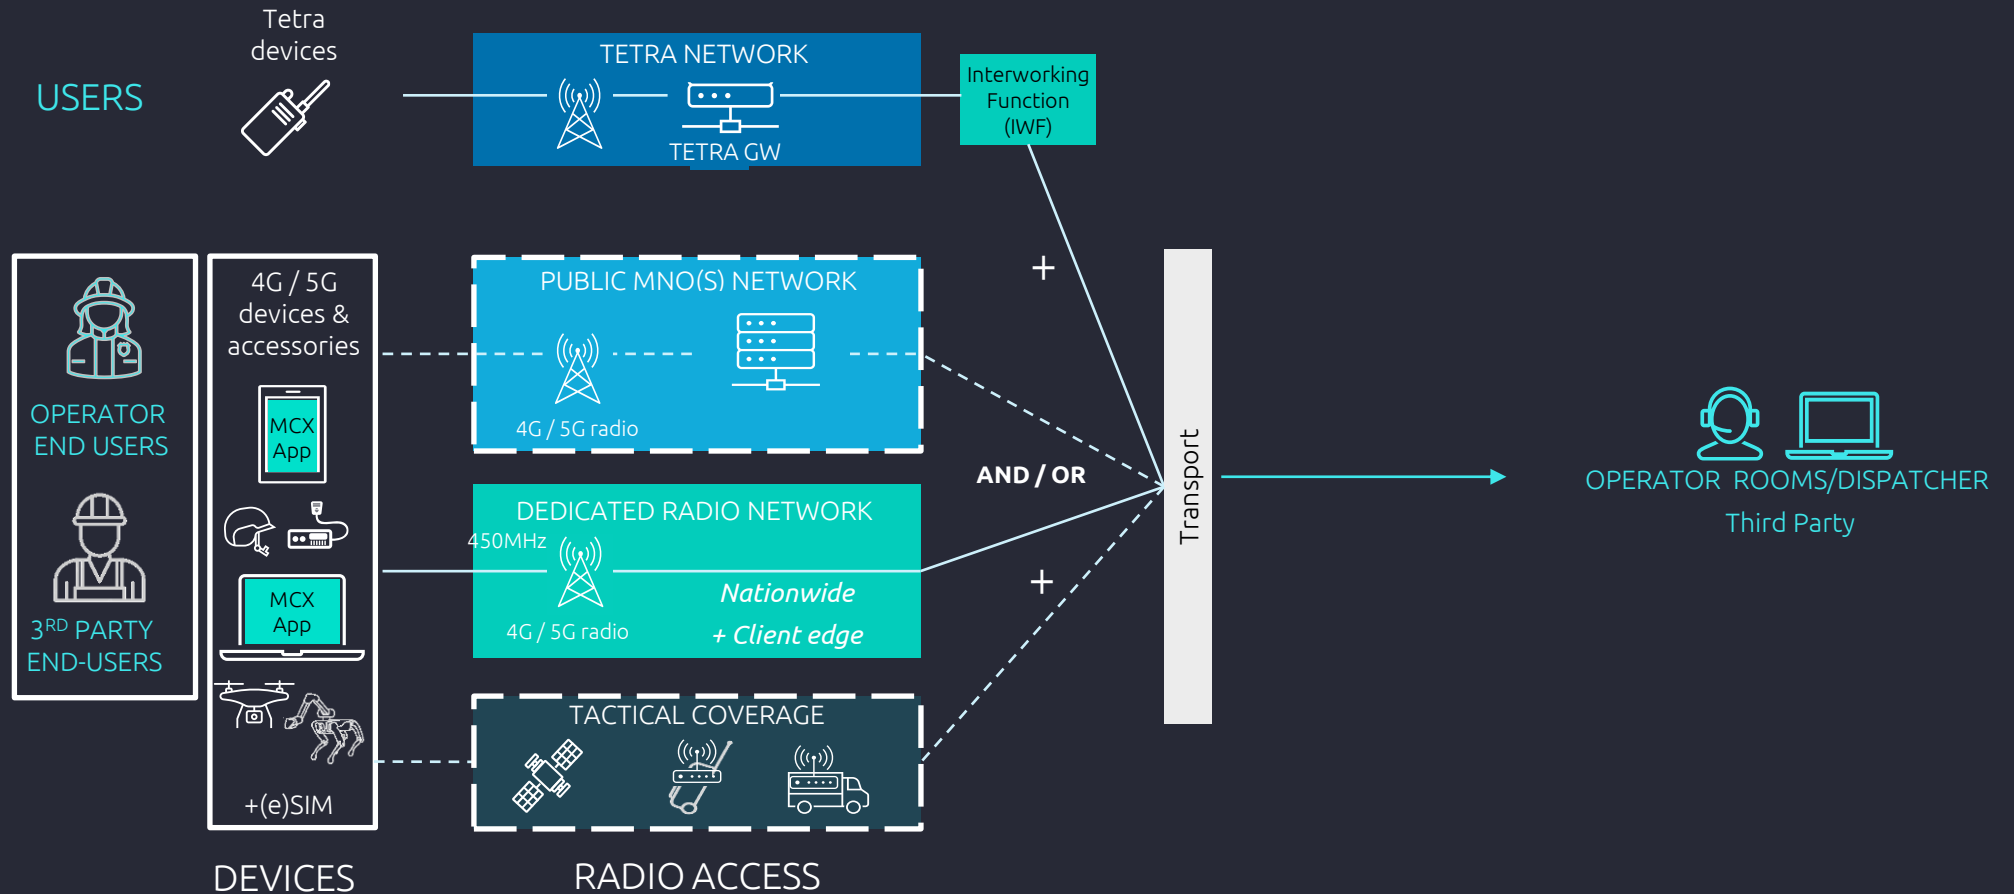 Tetra
devices
USERS
TETRA NETWORK
TETRA GW
Interworking
Function
(IWF)
OPERATOR
END USERS
3RD PARTY
END-USERS
4G / 5G
devices &
accessories
MCX
App
MCX
App
+(e)SIM
DEVICES
PUBLIC MNO(S) NETWORK
4G / 5G radio
DEDICATED RADIO NETWORK
450MHz
4G / 5G radio
Nationwide
+ Client edge
TACTICAL COVERAGE
RADIO ACCESS
+
AND / OR
+
Transport
OPERATOR ROOMS/DISPATCHER
Third Party